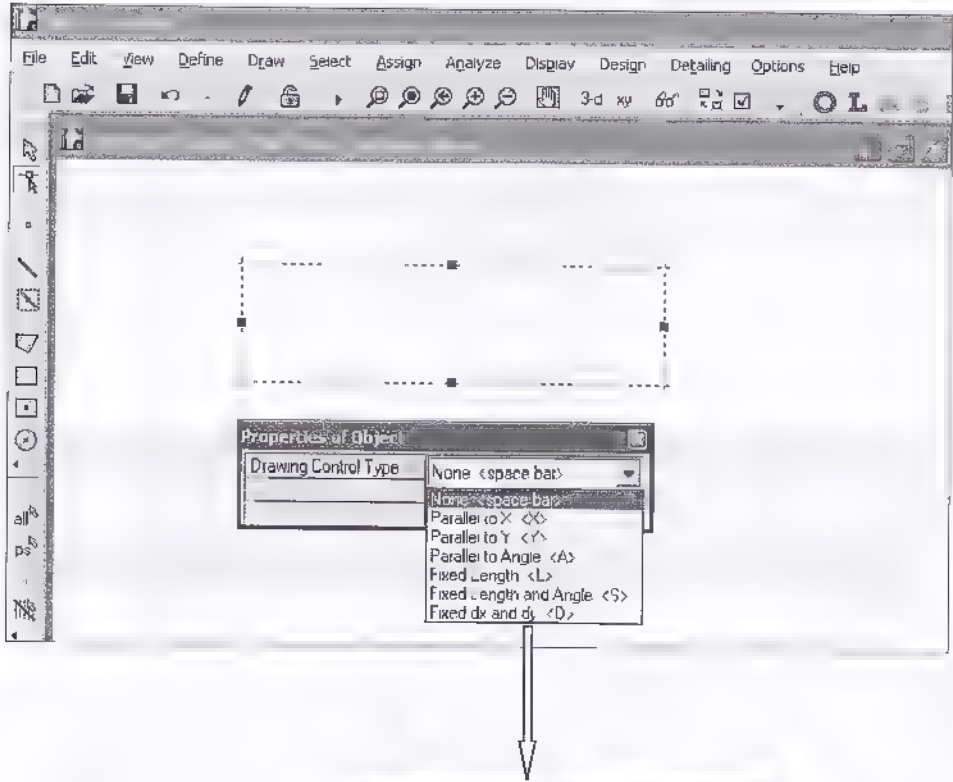 File Edit View Define Draw Select Assign Analyze Display Design Detailing Options Help
3-d xy
Properties of Object
Drawing Control Type None <space bar>
None <space bar>
Parallel to X <X>
Parallel to Y <Y>
Parallel to Angle <A>
Fixed Length <L>
Fixed Length and Angle <S>
Fixed dx and dy <D>
all